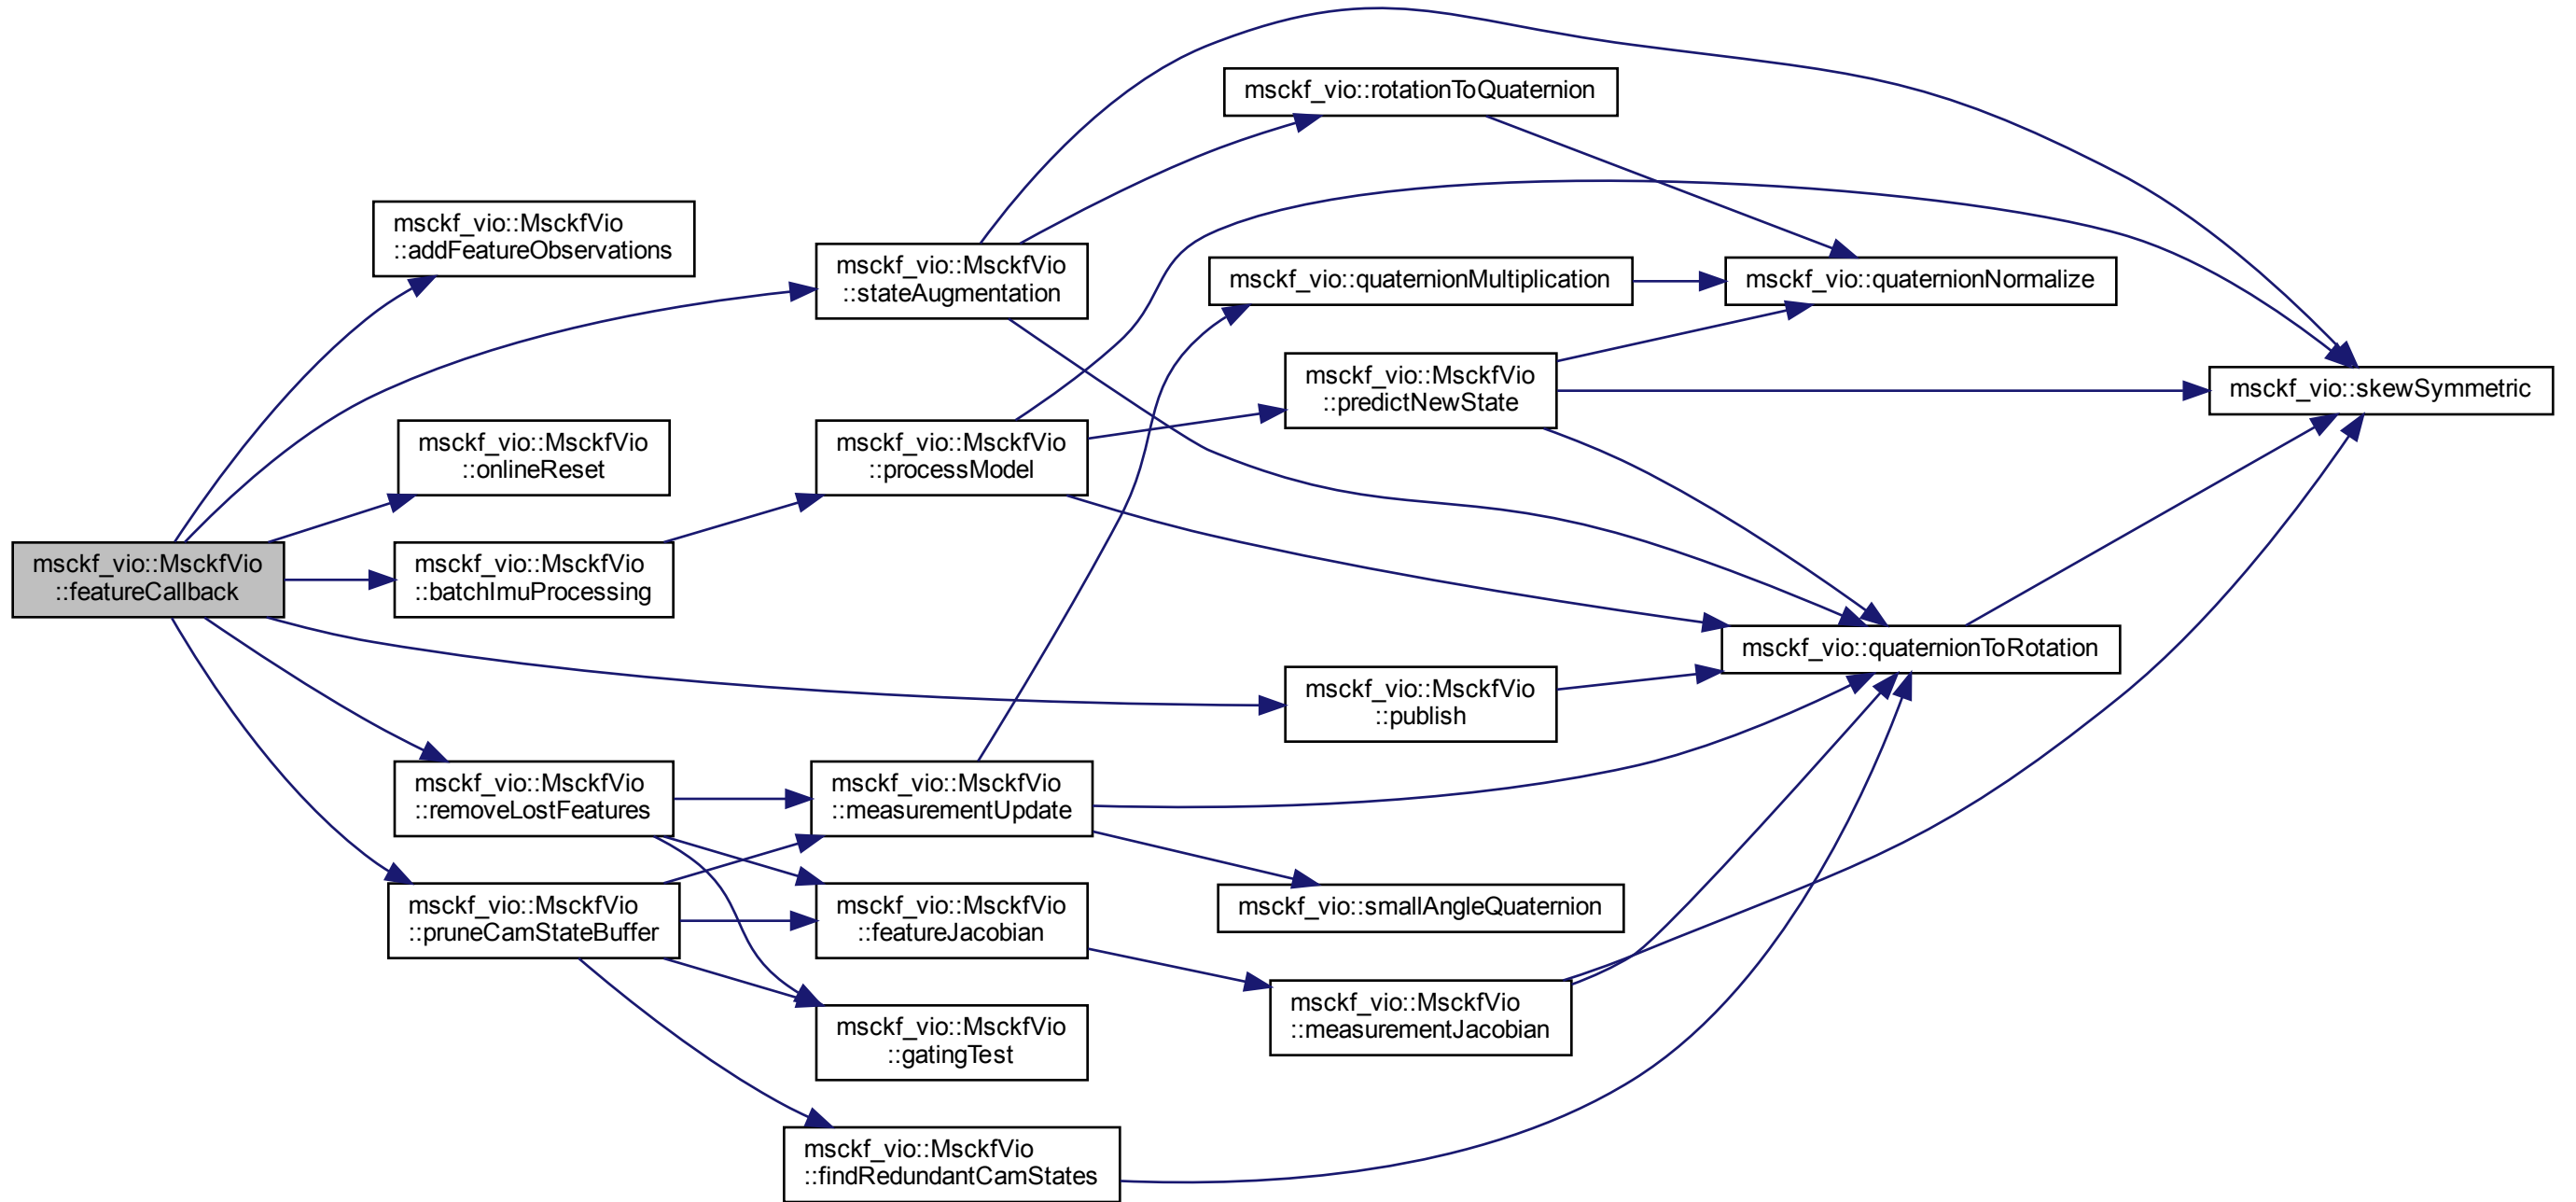 msckf_vio::MsckfVio
::featureCallback
msckf_vio::MsckfVio
::addFeatureObservations
msckf_vio::MsckfVio
::onlineReset
msckf_vio::MsckfVio
::batchImuProcessing
msckf_vio::MsckfVio
::removeLostFeatures
msckf_vio::MsckfVio
::pruneCamStateBuffer
msckf_vio::MsckfVio
::stateAugmentation
msckf_vio::MsckfVio
::processModel
msckf_vio::MsckfVio
::measurementUpdate
msckf_vio::MsckfVio
::featureJacobian
msckf_vio::MsckfVio
::gatingTest
msckf_vio::MsckfVio
::findRedundantCamStates
msckf_vio::rotationToQuaternion
msckf_vio::quaternionMultiplication
msckf_vio::MsckfVio
::predictNewState
msckf_vio::MsckfVio
::publish
msckf_vio::smallAngleQuaternion
msckf_vio::MsckfVio
::measurementJacobian
msckf_vio::quaternionNormalize
msckf_vio::quaternionToRotation
msckf_vio::skewSymmetric